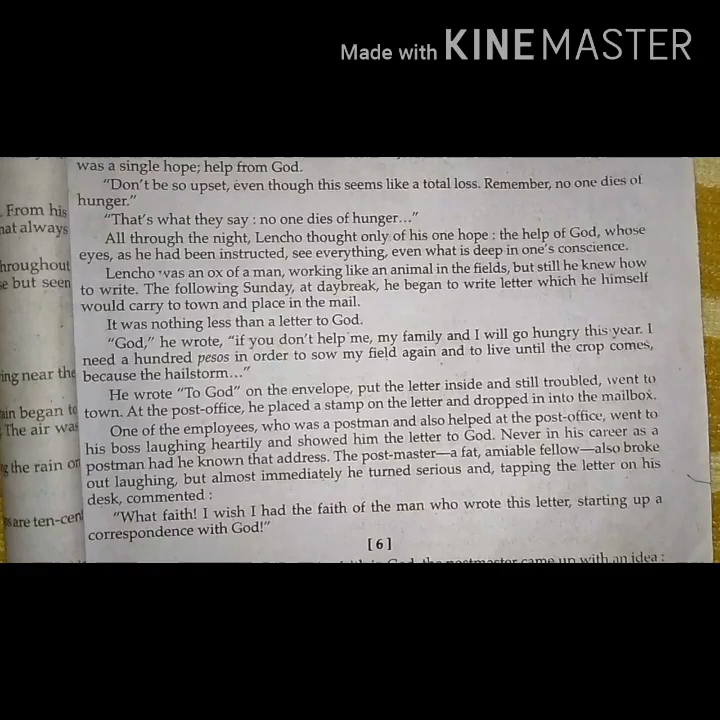 Made with KINEMASTER
was a single hope; help from God.
"Don't be so upset, even though this seems like a total loss. Remember, no one dies of
hunger."
"That's what they say : no one dies of hunger..."
All through the night, Lencho thought only of his one hope : the help of God, whose
eyes, as he had been instructed, see everything, even what is deep in one's conscience.
Lencho was an ox of a man, working like an animal in the fields, but still he knew how
to write. The following Sunday, at daybreak, he began to write letter which he himself
would carry to town and place in the mail.
It was nothing less than a letter to God.
"God," he wrote, "if you don't help me, my family and I will go hungry this year. I
need a hundred pesos in order to sow my field again and to live until the crop comes,
because the hailstorm..."
He wrote "To God" on the envelope, put the letter inside and still troubled, went to
town. At the post-office, he placed a stamp on the letter and dropped in into the mailbox.
One of the employees, who was a postman and also helped at the post-office, went to
his boss laughing heartily and showed him the letter to God. Never in his career as a
postman had he known that address. The post-master—a fat, amiable fellow—also broke
out laughing, but almost immediately he turned serious and, tapping the letter on his
desk, commented :
"What faith! I wish I had the faith of the man who wrote this letter, starting up a
correspondence with God!"
[ 6 ]
God, the postmaster came up with an idea :
From his
always
throughout
but seen
near the
began to
The air was
the rain on
are ten-cent